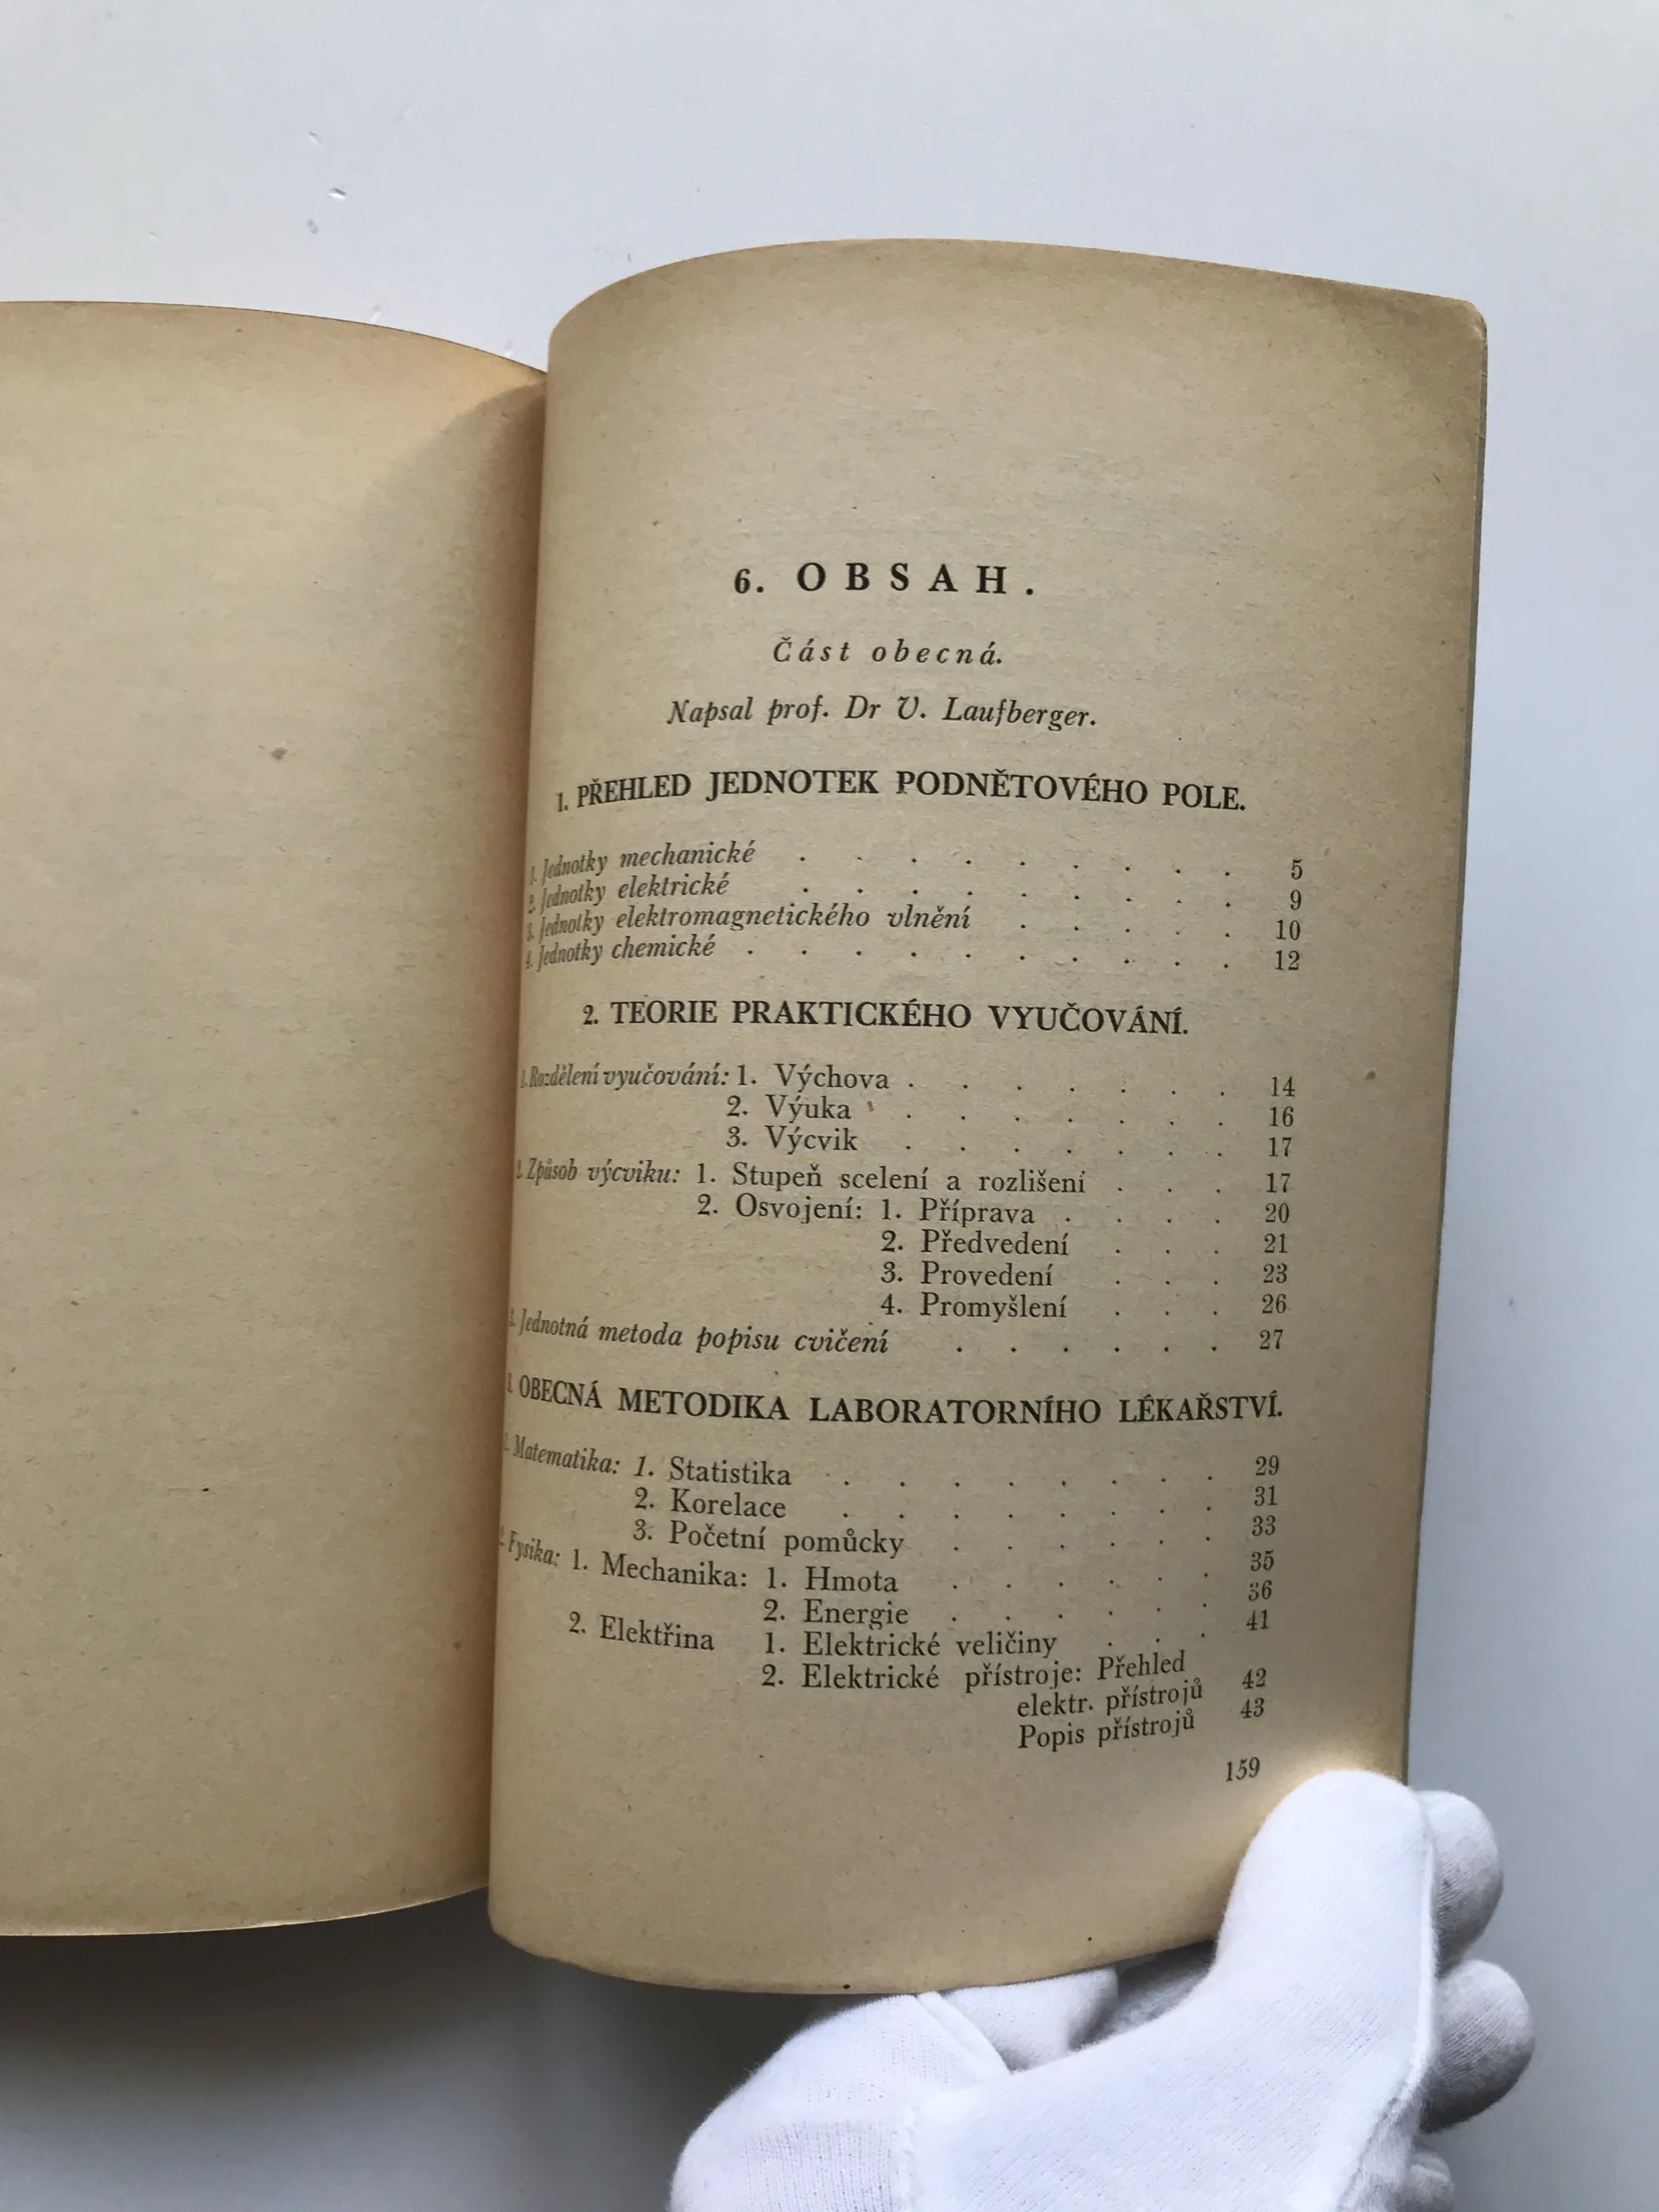 6. OBSAH.
Část obecná.
Napsal prof. Dr V. Laufberger.
1. PŘEHLED JEDNOTEK PODNĚTOVÉHO POLE.
1. Jednotky mechanické . . . . . . . . . 5
2. Jednotky elektrické . . . . . . . . . 9
3. Jednotky elektromagnetického vlnění . . . . . 10
4. Jednotky chemické . . . . . . . . . . 12
2. TEORIE PRAKTICKÉHO VYUČOVÁNÍ.
1. Rozdělení vyučování: 1. Výchova . . . . . . . 14
2. Výuka . . . . . . . 16
3. Výcvik . . . . . . . 17
2. Způsob výcviku: 1. Stupeň scelení a rozlišení . . . 17
2. Osvojení: 1. Příprava . . . . 20
2. Předvedení . . . 21
3. Provedení . . . 23
4. Promyšlení . . . 26
3. Jednotná metoda popisu cvičení . . . . . . 27
3. OBECNÁ METODIKA LABORATORNÍHO LÉKAŘSTVÍ.
1. Matematika: 1. Statistika . . . . . . . . 29
2. Korelace . . . . . . . . 31
3. Početní pomůcky . . . . . . 33
2. Fysika: 1. Mechanika: 1. Hmota . . . . . . 35
2. Energie . . . . . . 36
2. Elektřina 1. Elektrické veličiny . . . 41
2. Elektrické přístroje: Přehled
elektr. přístrojů 42
Popis přístrojů 43
159